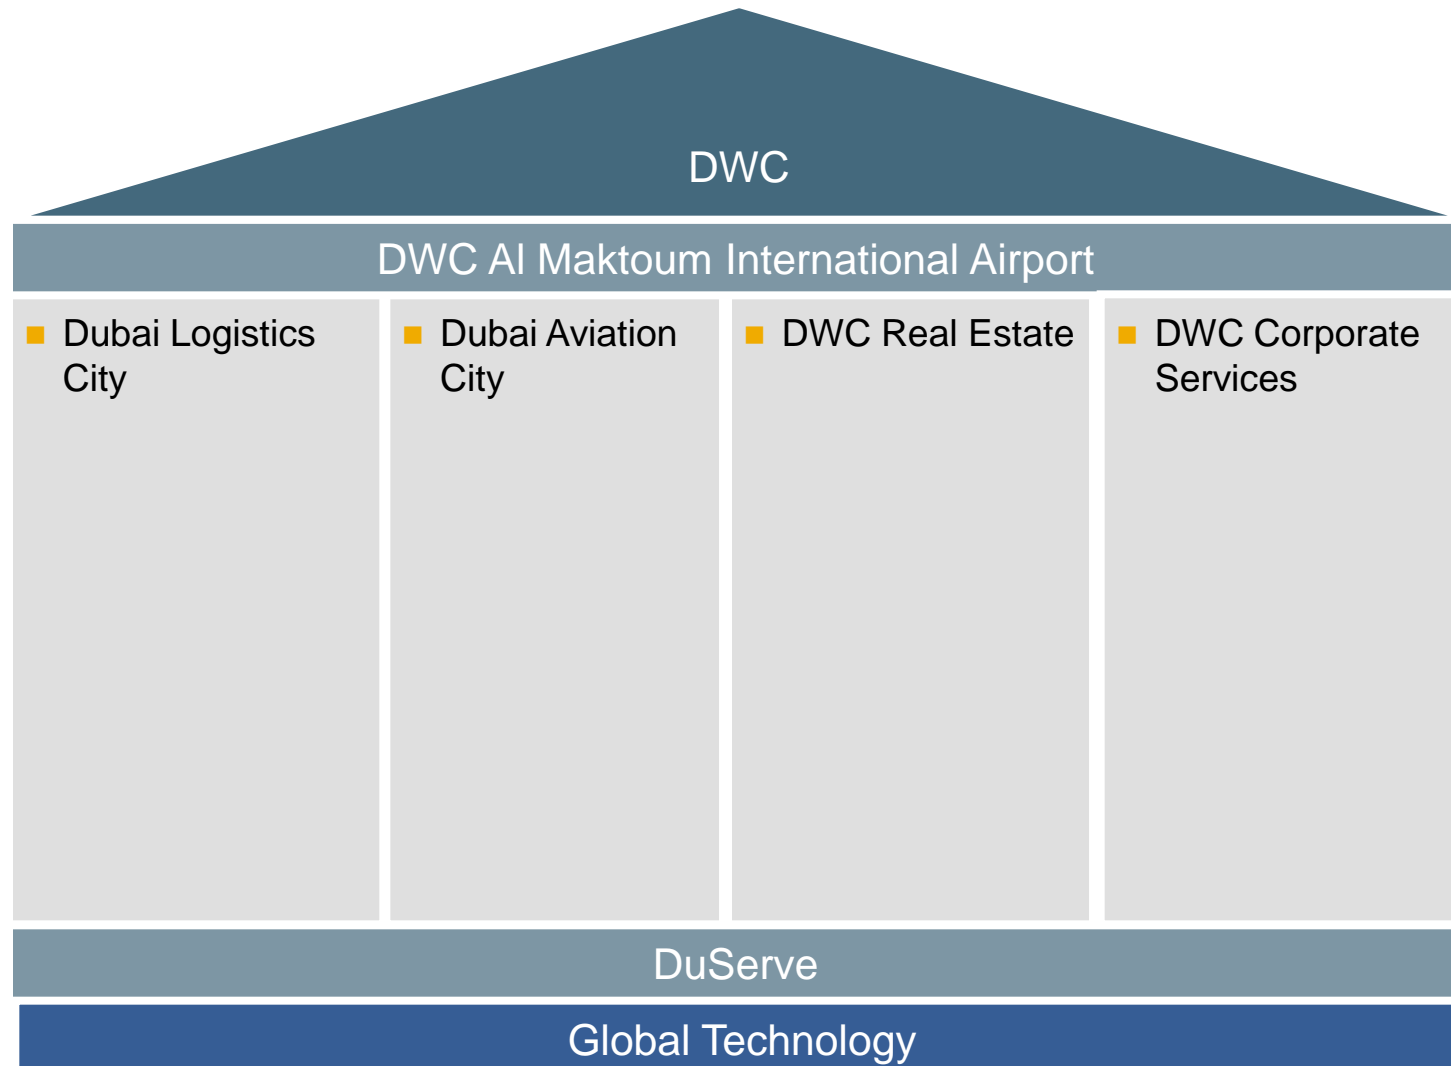 DWC
DWC Al Maktoum International Airport
Dubai Logistics
City
Dubai Aviation
City
DWC Real Estate
DWC Corporate
Services
DuServe
Global Technology